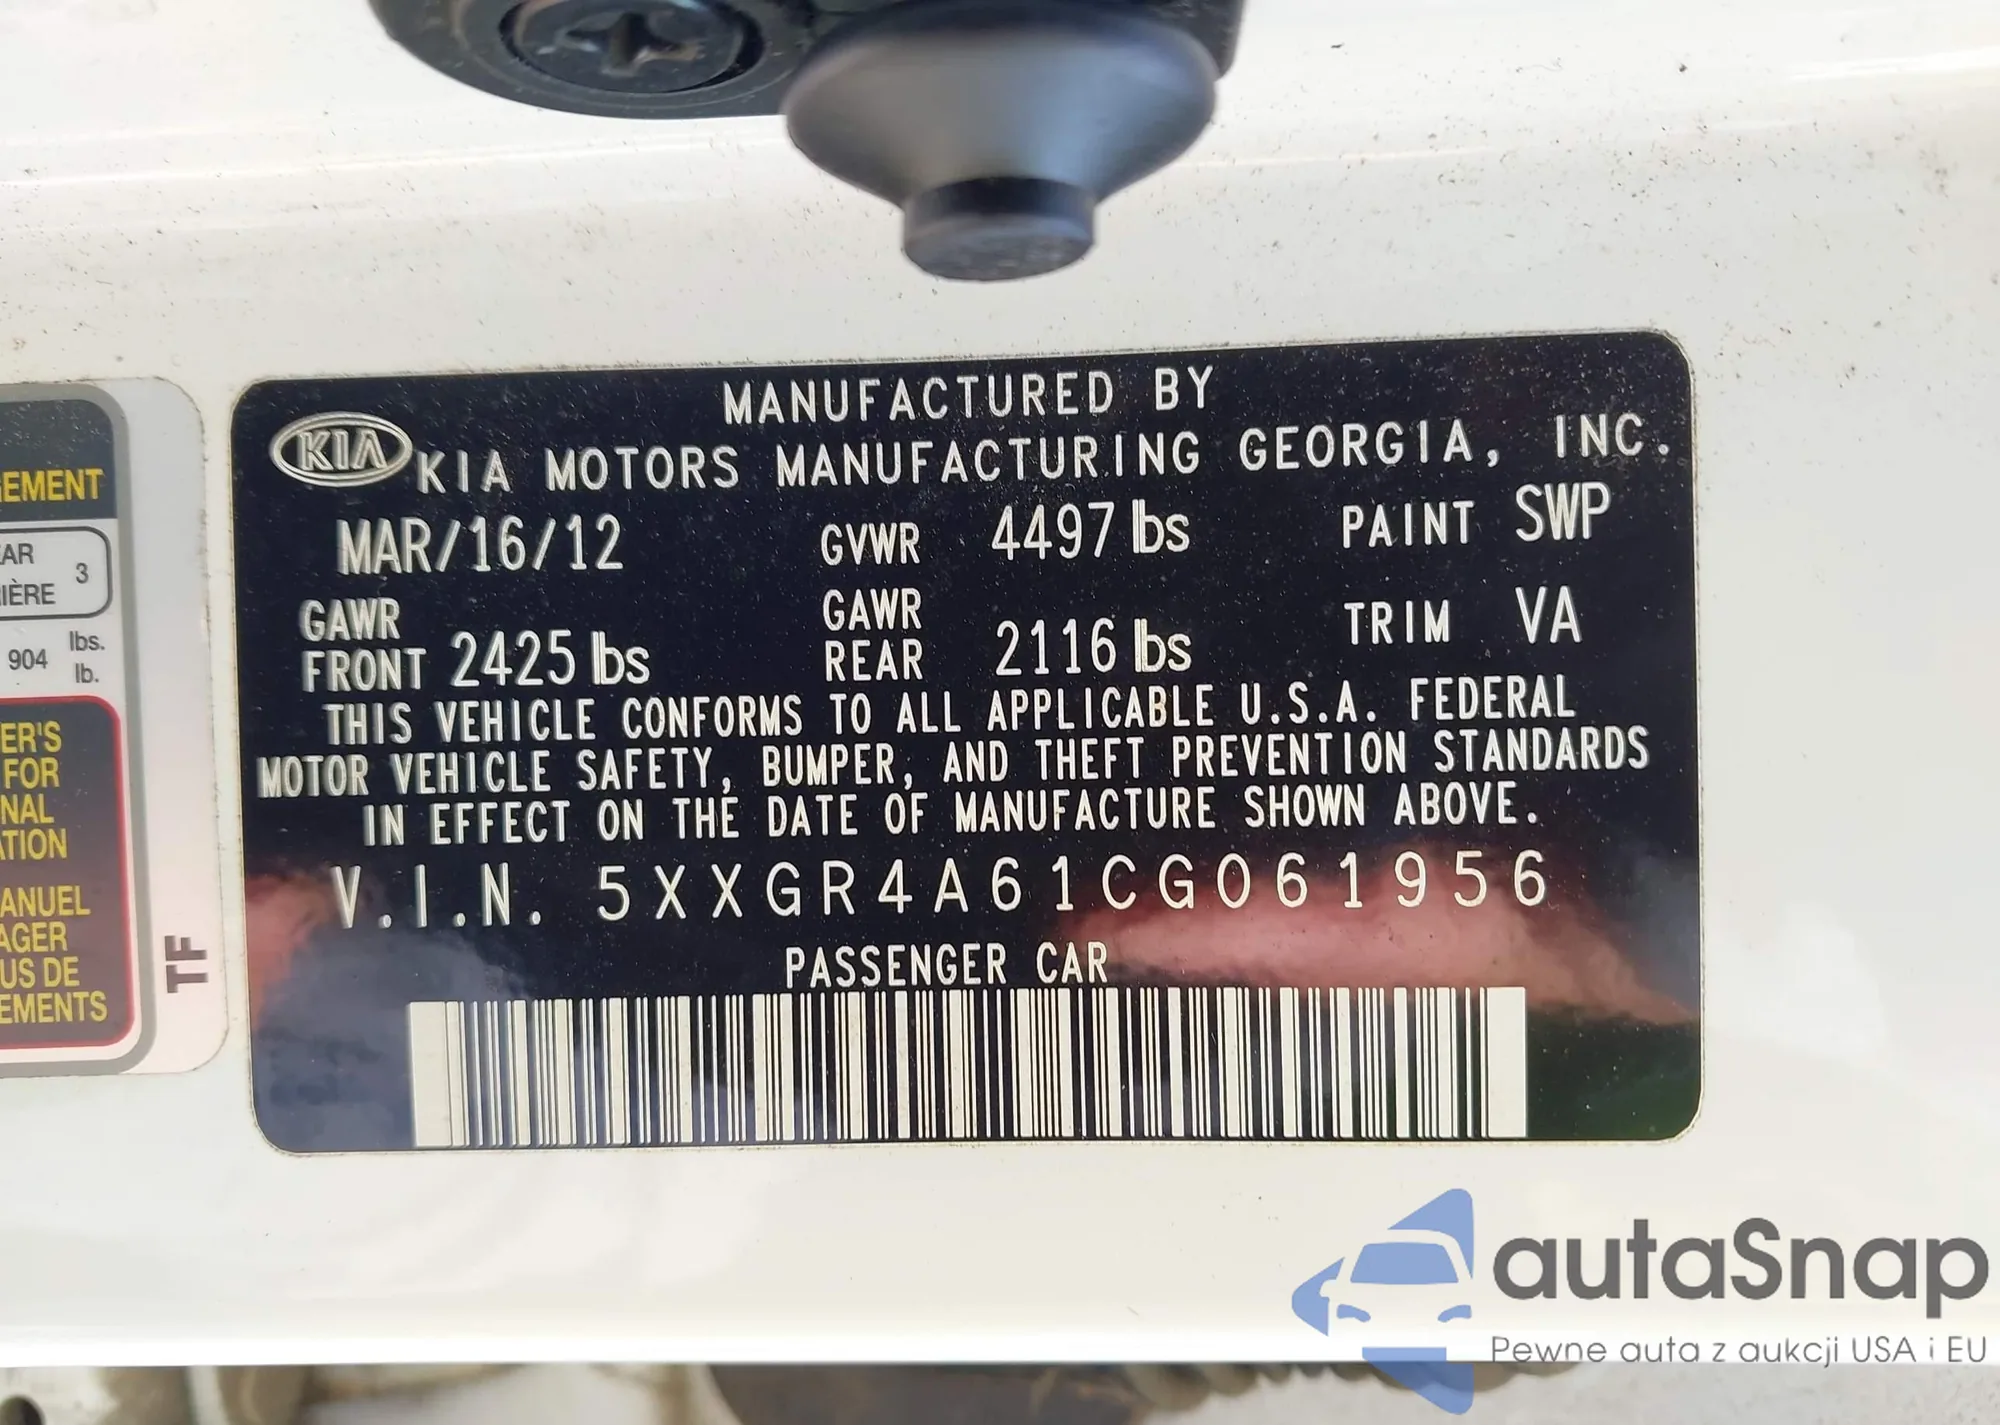 EMENT
AR
IÈRE 3
904 lbs.
lb.
ER'S
FOR
NAL
ATION
ANUEL
AGER
US DE
EMENTS
TF
MANUFACTURED BY
KIA KIA MOTORS MANUFACTURING GEORGIA, INC.
MAR/16/12 GVWR 4497 lbs PAINT SWP
GAWR FRONT 2425 lbs GAWR REAR 2116 lbs TRIM VA
THIS VEHICLE CONFORMS TO ALL APPLICABLE U.S.A. FEDERAL
MOTOR VEHICLE SAFETY, BUMPER, AND THEFT PREVENTION STANDARDS
IN EFFECT ON THE DATE OF MANUFACTURE SHOWN ABOVE.
V.I.N. 5XXGR4A61CG061956
PASSENGER CAR
autaSnap
Pewne auta z aukcji USA i EU